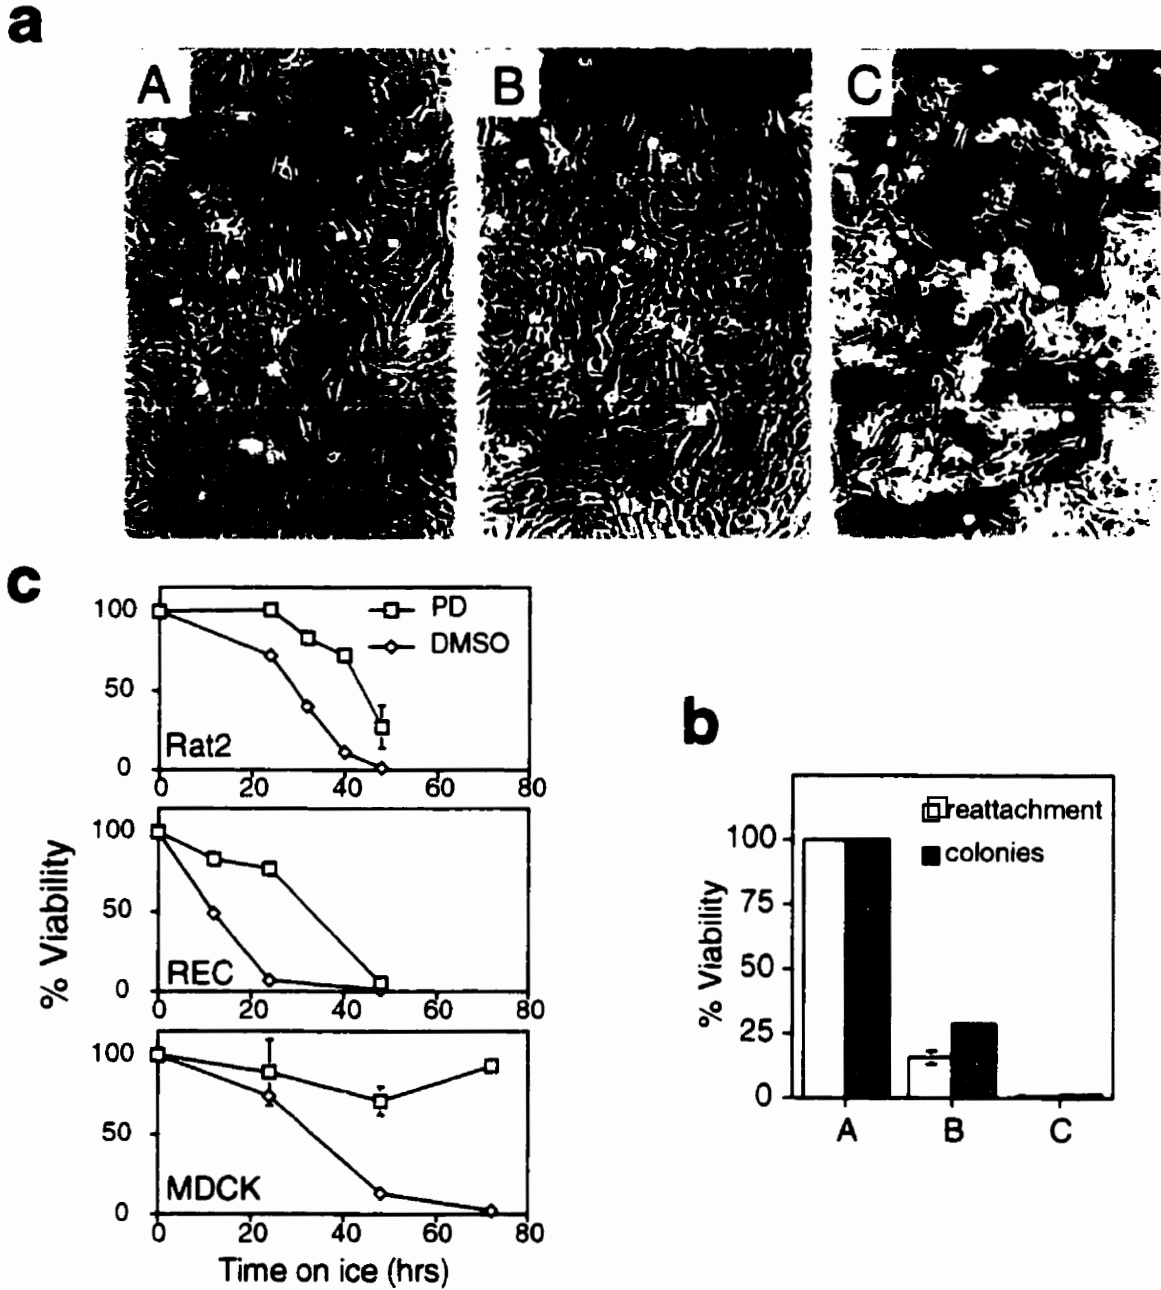 a
A
B
C
c
100
50
0
PD
DMSO
Rat2
0 20 40 60 80
100
50
0
REC
0 20 40 60 80
100
50
0
MDCK
0 20 40 60 80
% Viability
Time on ice (hrs)
b
reattachment
colonies
100
75
50
25
0
% Viability
A B C